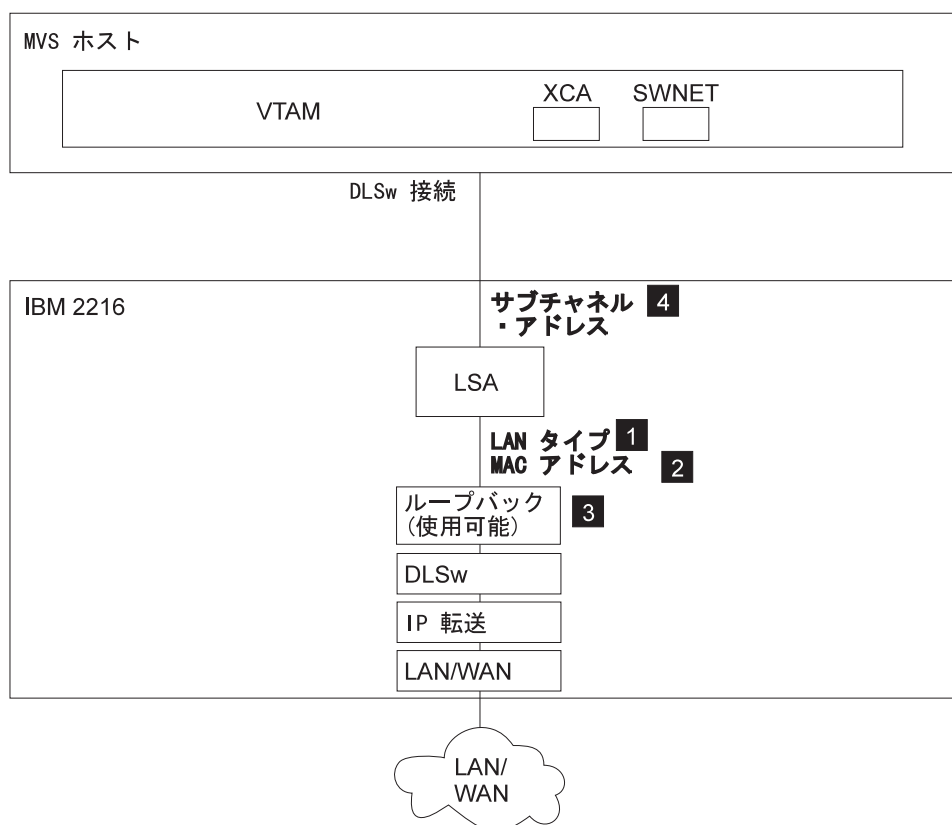 MVS ホスト
VTAM
XCA
SWNET
DLSw 接続
IBM 2216
サブチャネル 4
・アドレス
LSA
LAN タイプ 1
MAC アドレス 2
ループバック
(使用可能)
3
DLSw
IP 転送
LAN/WAN
LAN/
WAN